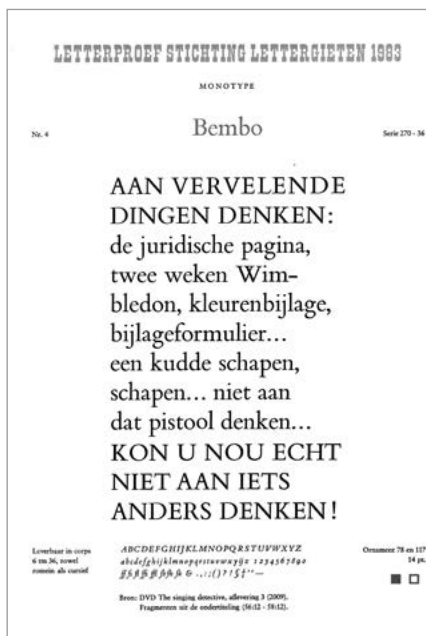 LETTERPROEF STICHTING LETTERGIETEN 1983
MONOTYPE
Nr. 4
Bembo
Serie 270 - 36
AAN VERVELENDE
DINGEN DENKEN:
de juridische pagina,
twee weken Wim-
bledon, kleurenbijlage,
bijlageformulier...
een kudde schapen,
schapen... niet aan
dat pistool denken...
KON U NOU ECHT
NIET AAN IETS
ANDERS DENKEN!
Leverbaar in corps
6 tm 36, zowel
romein als cursief
ABCDEFGHIJKLMNOPQRSTUVWXYZ
abcdefghijklmnopqrstuvwxyz 1234567890
Ornament 78 en 117
14 pt.
Bron: DVD The singing detective, aflevering 3 (2009).
Fragmenten uit de ondertiteling (56:12 - 58:12).